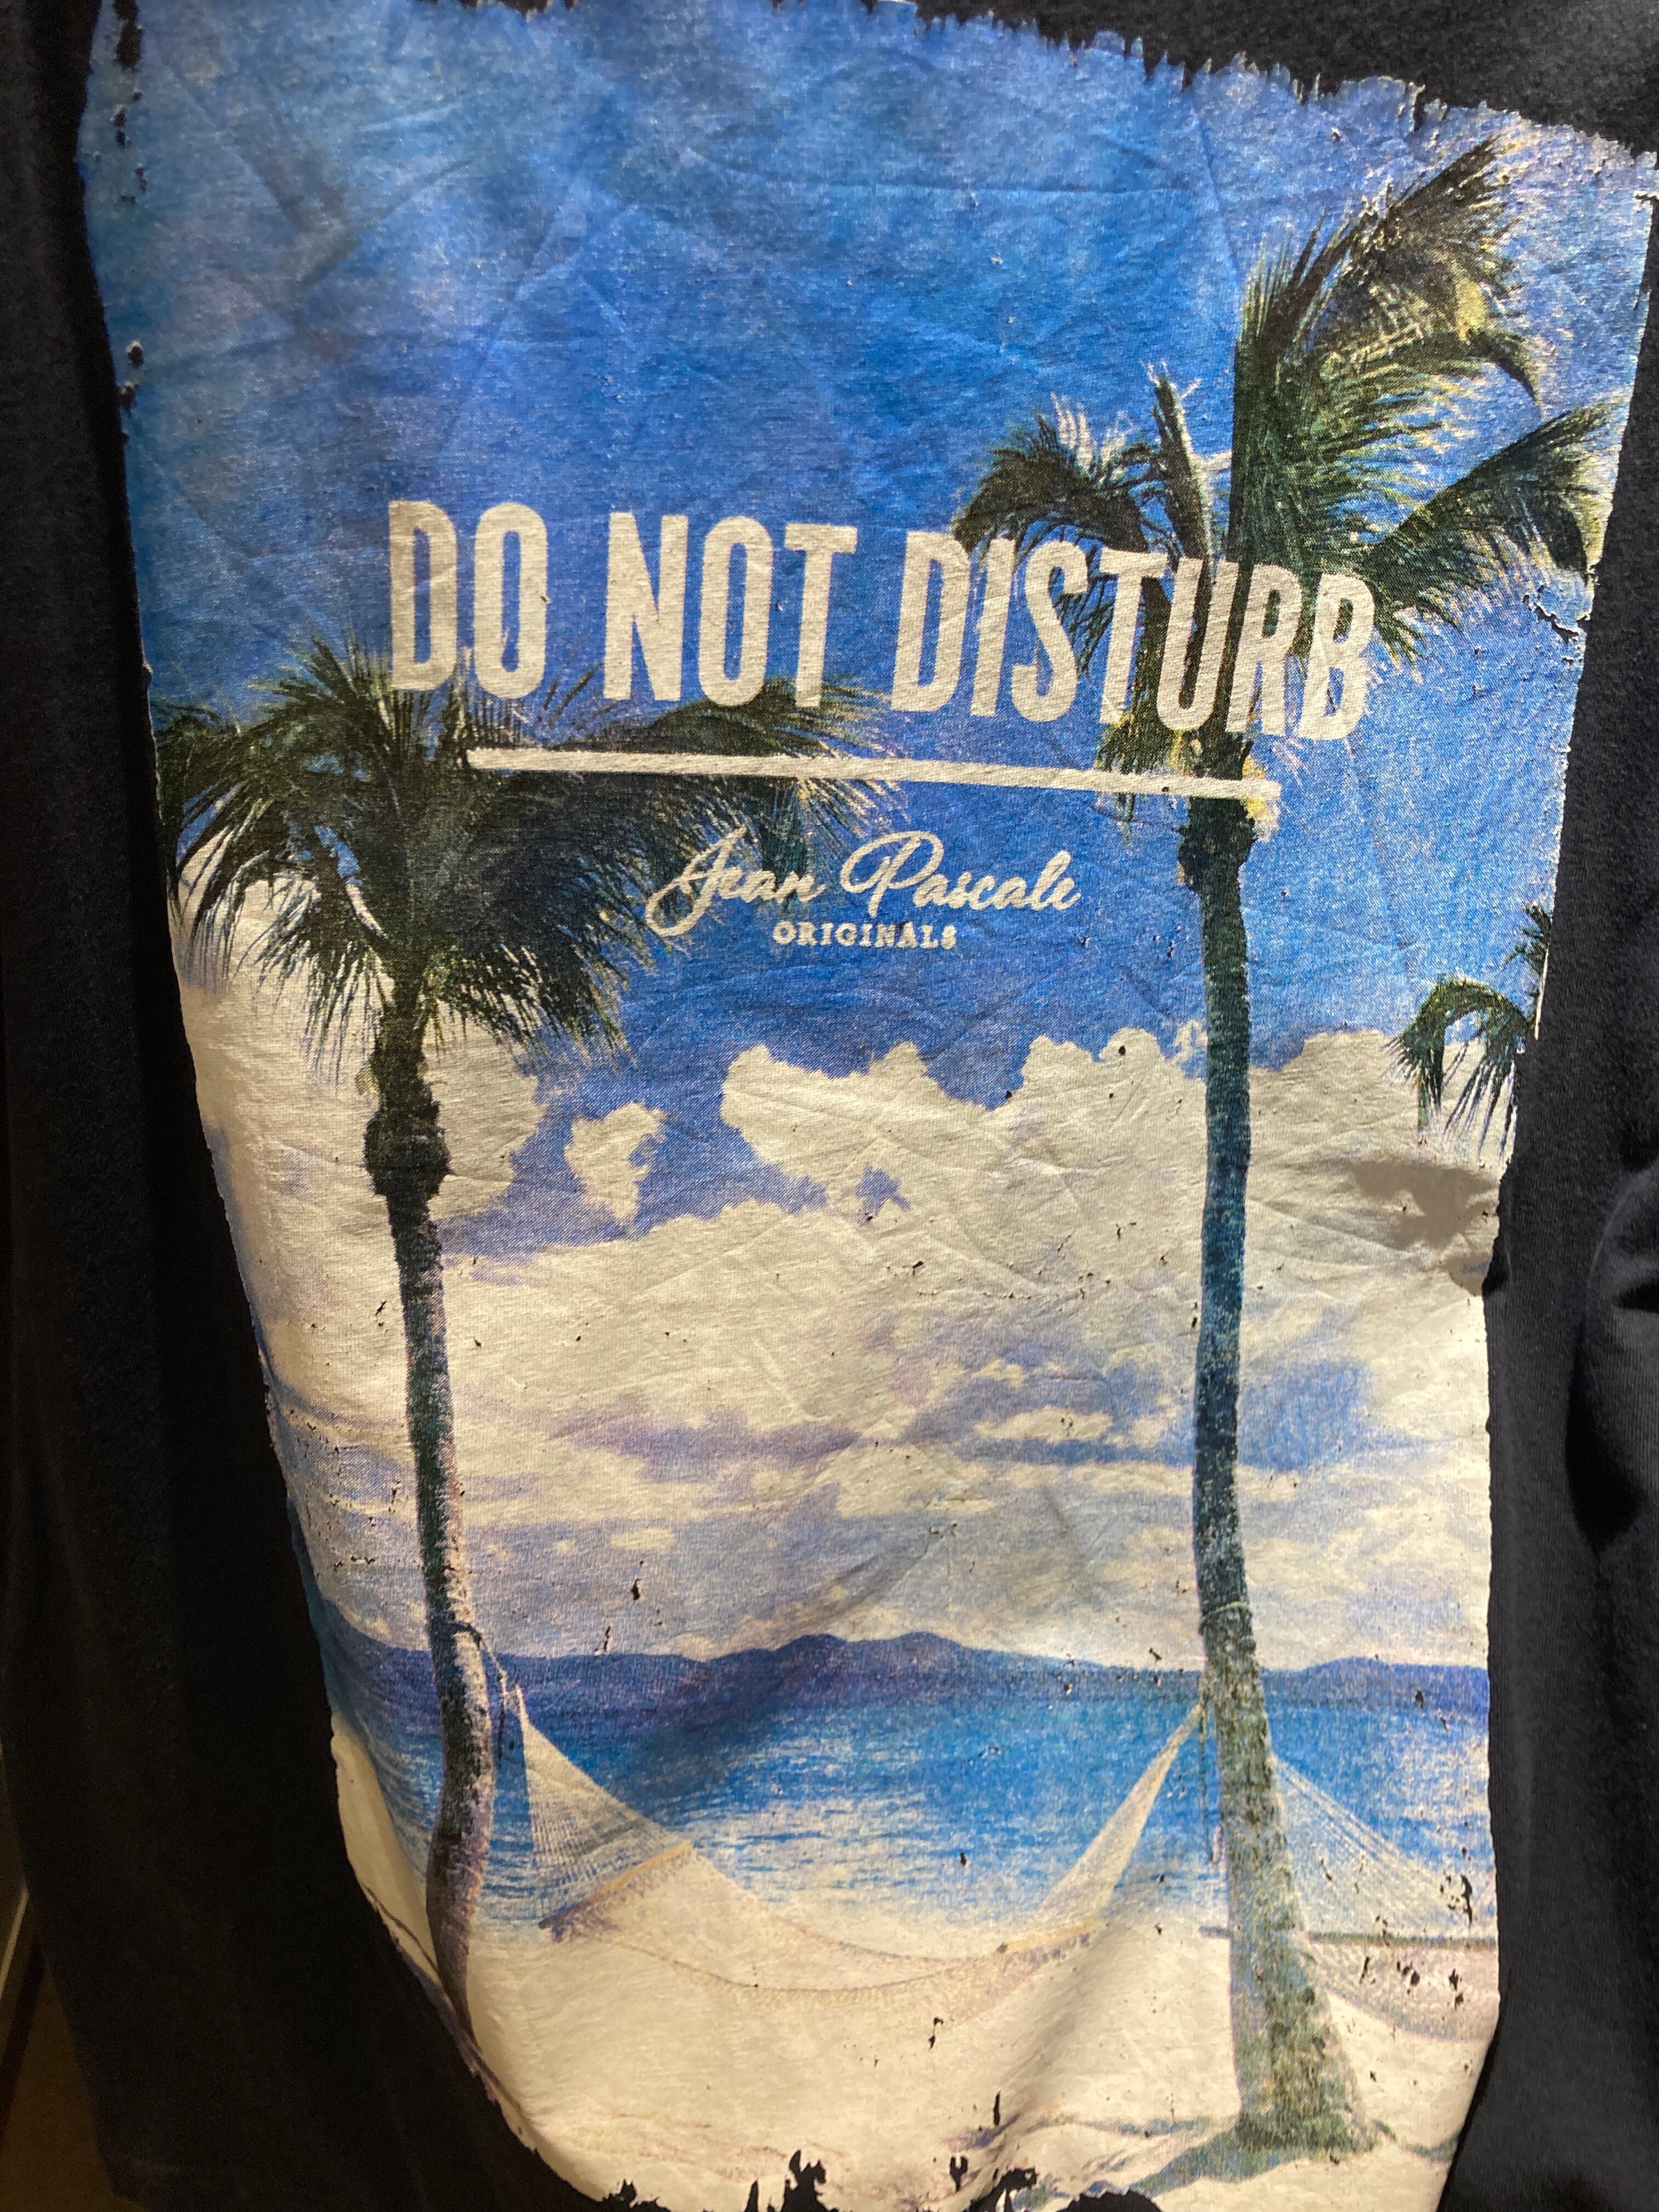 DO NOT DISTURB
Jean Pascale
ORIGINALS